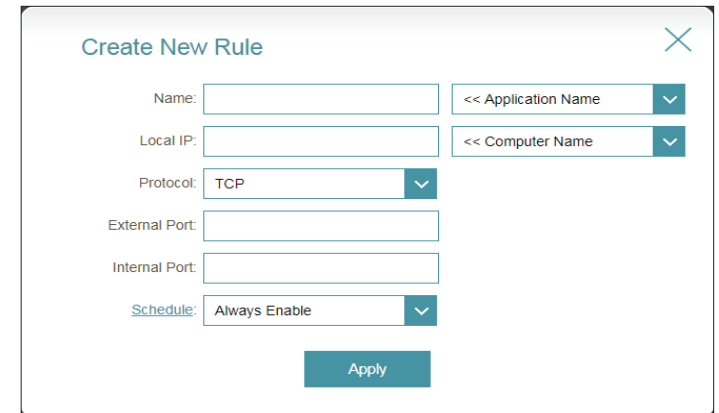 Create New Rule
Name: << Application Name
Local IP: << Computer Name
Protocol: TCP
External Port:
Internal Port:
Schedule: Always Enable
Apply